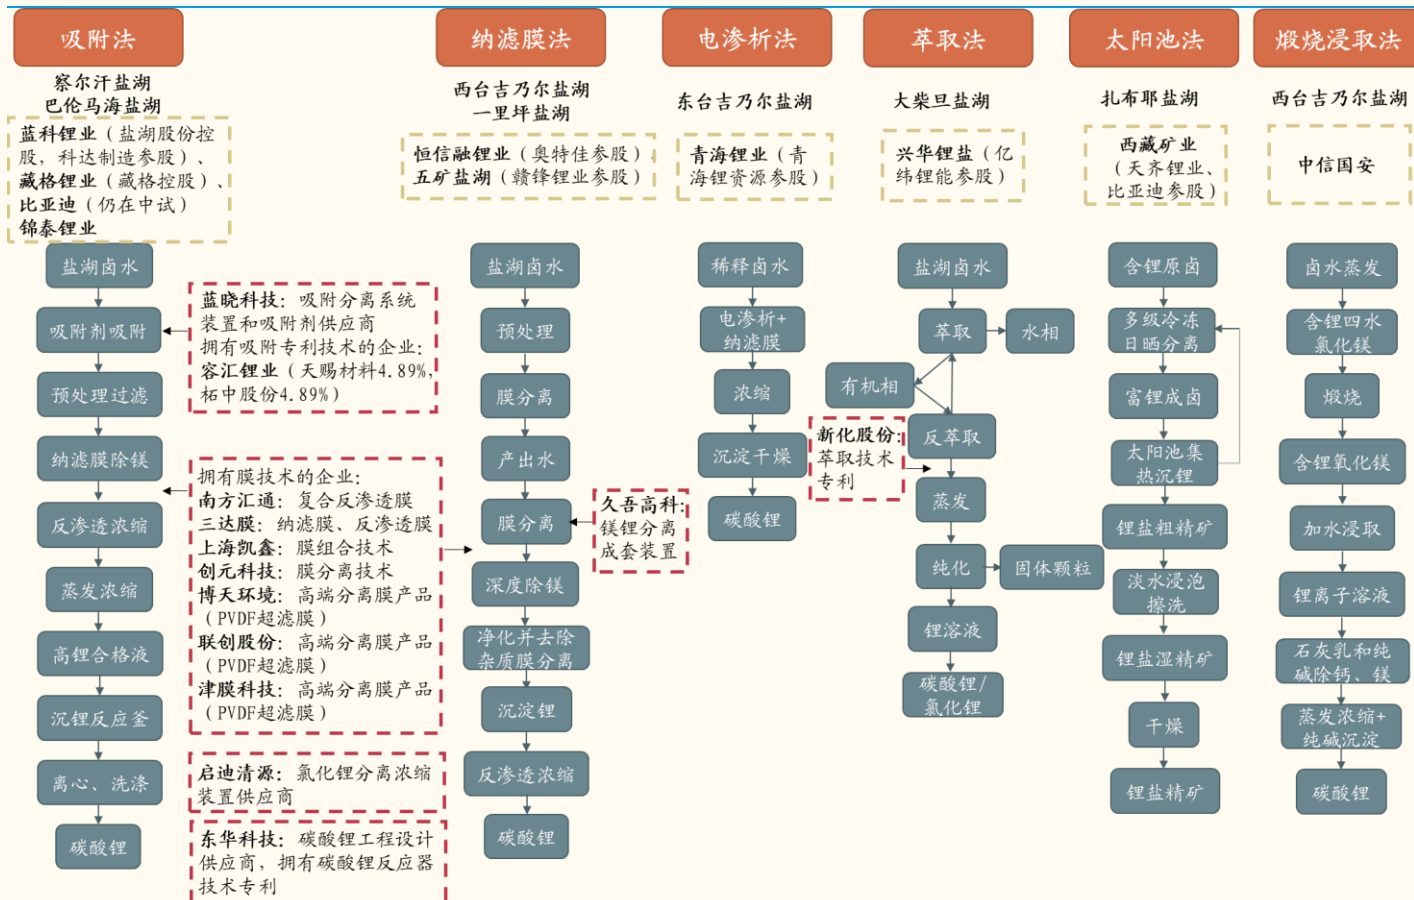 吸附法
察尔汗盐湖
巴伦马海盐湖
蓝科锂业（盐湖股份控
股，科达制造参股）、
藏格锂业（藏格控股）、
比亚迪（仍在中试）
锦泰锂业
盐湖卤水
吸附剂吸附
预处理过滤
纳滤膜除镁
反渗透浓缩
蒸发浓缩
高锂合格液
沉锂反应釜
离心、洗涤
碳酸锂
蓝晓科技：吸附分离系统
装置和吸附剂供应商
拥有吸附专利技术的企业：
容汇锂业（天赐材料4.89%,
柘中股份4.89%）
拥有膜技术的企业：
南方汇通：复合反渗透膜
三达膜：纳滤膜、反渗透膜
上海凯鑫：膜组合技术
创元科技：膜分离技术
博天环境：高端分离膜产品
（PVDF超滤膜）
联创股份：高端分离膜产品
（PVDF超滤膜）
津膜科技：高端分离膜产品
（PVDF超滤膜）
启迪清源：氯化锂分离浓缩
装置供应商
东华科技：碳酸锂工程设计
供应商，拥有碳酸锂反应器
技术专利
纳滤膜法
西台吉乃尔盐湖
一里坪盐湖
恒信融锂业（奥特佳参股）、
五矿盐湖（赣锋锂业参股）
盐湖卤水
预处理
膜分离
产出水
膜分离
深度除镁
净化并去除
杂质膜分离
沉淀锂
反渗透浓缩
碳酸锂
久吾高科：
镁锂分离
成套装置
电渗析法
东台吉乃尔盐湖
青海锂业（青
海锂资源参股）
稀释卤水
电渗析+
纳滤膜
浓缩
沉淀干燥
碳酸锂
萃取法
大柴旦盐湖
兴华锂盐（亿
纬锂能参股）
盐湖卤水
萃取
水相
有机相
反萃取
新化股份：
萃取技术
专利
蒸发
纯化
固体颗粒
锂溶液
碳酸锂/
氯化锂
太阳池法
扎布耶盐湖
西藏矿业
（天齐锂业、
比亚迪参股）
含锂原卤
多级冷冻
日晒分离
富锂成卤
太阳池集
热沉锂
锂盐粗精矿
淡水浸泡
擦洗
锂盐湿精矿
干燥
锂盐精矿
煅烧浸取法
西台吉乃尔盐湖
中信国安
卤水蒸发
含锂四水
氯化镁
煅烧
含锂氧化镁
加水浸取
锂离子溶液
石灰乳和纯
碱除钙、镁
蒸发浓缩+
纯碱沉淀
碳酸锂